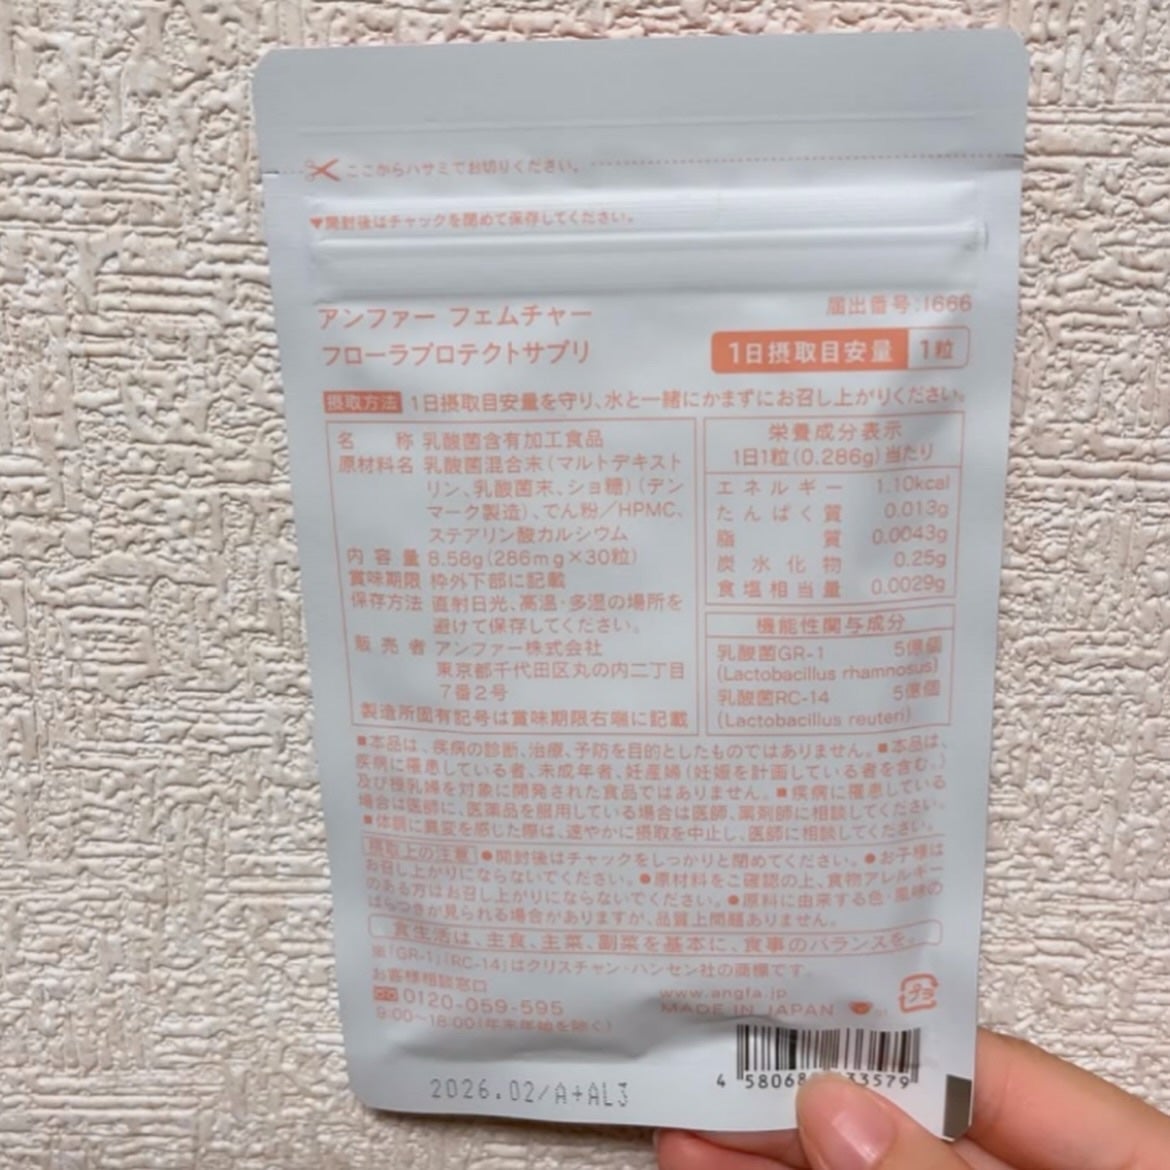 ここからハサミでお切りください。
▼開封後はチャックを閉めて保存してください。
アンファー フェムチャー
フローラプロテクトサプリ
届出番号:I666
1日摂取目安量 1粒
摂取方法 1日摂取目安量を守り、水と一緒にかまずにお召し上がりください。
名称 乳酸菌含有加工食品
原材料名 乳酸菌混合末(マルトデキスト
リン、乳酸菌末、ショ糖)(デン
マーク製造)、でん粉/HPMC、
ステアリン酸カルシウム
内容量 8.58g(286mg×30粒)
賞味期限 枠外下部に記載
保存方法 直射日光、高温・多湿の場所を
避けて保存してください。
販売者 アンファー株式会社
東京都千代田区丸の内二丁目
7番2号
製造所固有記号は賞味期限右端に記載
栄養成分表示
1日1粒(0.286g)当たり
エネルギー 1.10kcal
たんぱく質 0.013g
脂質 0.0043g
炭水化物 0.25g
食塩相当量 0.0029g
機能性関与成分
乳酸菌GR-1 5億個
(Lactobacillus rhamnosus)
乳酸菌RC-14 5億個
(Lactobacillus reuteri)
■本品は、疾病の診断、治療、予防を目的としたものではありません。■本品は、
疾病に罹患している者、未成年者、妊産婦(妊娠を計画している者を含む。)
及び授乳婦を対象に開発された食品ではありません。■疾病に罹患している
場合は医師に、医薬品を服用している場合は医師、薬剤師に相談してください。
■体調に異変を感じた際は、速やかに摂取を中止し、医師に相談してください。
摂取上の注意 ●開封後はチャックをしっかりと閉めてください。●お子様は
お召し上がりにならないでください。●原材料をご確認の上、食物アレルギー
のある方はお召し上がりにならないでください。●原料に由来する色・風味の
ばらつきが見られる場合がありますが、品質上問題ありません。
食生活は、主食、主菜、副菜を基本に、食事のバランスを。
※「GR-1」「RC-14」はクリスチャン・ハンセン社の商標です。
お客様相談窓口
0120-059-595
9:00~18:00(年末年始を除く)
www.angfa.jp
MADE IN JAPAN
プラ
4 58068 33579
2026.02/A+AL3